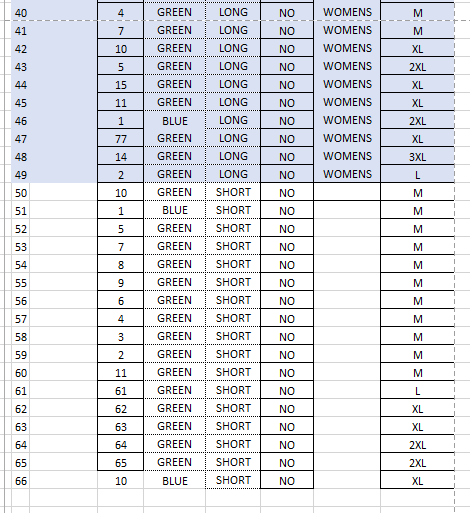 40 4 GREEN LONG NO WOMENS M
41 7 GREEN LONG NO WOMENS M
42 10 GREEN LONG NO WOMENS XL
43 5 GREEN LONG NO WOMENS 2XL
44 15 GREEN LONG NO WOMENS XL
45 11 GREEN LONG NO WOMENS XL
46 1 BLUE LONG NO WOMENS 2XL
47 77 GREEN LONG NO WOMENS XL
48 14 GREEN LONG NO WOMENS 3XL
49 2 GREEN LONG NO WOMENS L
50 10 GREEN SHORT NO M
51 1 BLUE SHORT NO M
52 5 GREEN SHORT NO M
53 7 GREEN SHORT NO M
54 8 GREEN SHORT NO M
55 9 GREEN SHORT NO M
56 6 GREEN SHORT NO M
57 4 GREEN SHORT NO M
58 3 GREEN SHORT NO M
59 2 GREEN SHORT NO M
60 11 GREEN SHORT NO M
61 61 GREEN SHORT NO L
62 62 GREEN SHORT NO XL
63 63 GREEN SHORT NO XL
64 64 GREEN SHORT NO 2XL
65 65 GREEN SHORT NO 2XL
66 10 BLUE SHORT NO XL